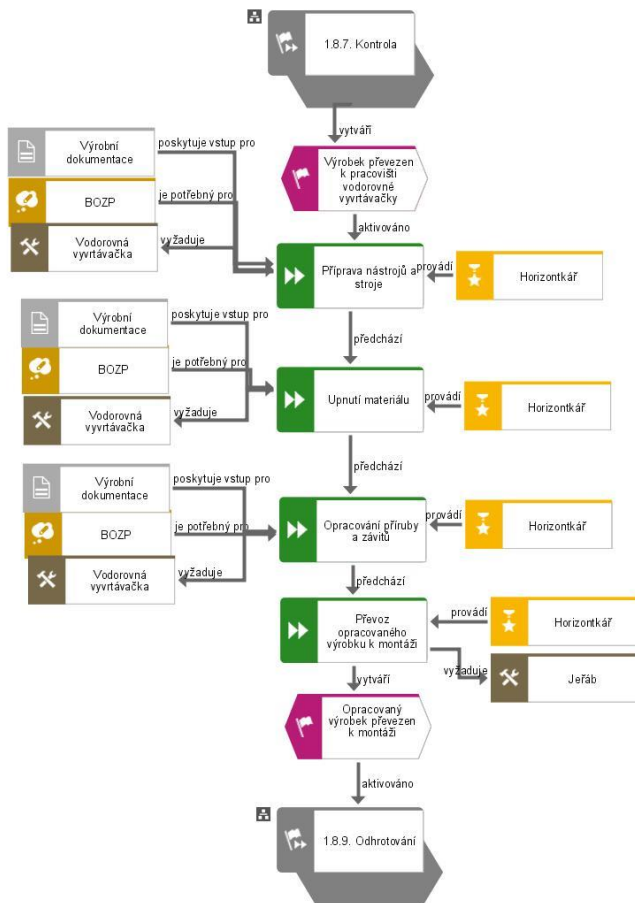 1.8.7. Kontrola
vytváří
Výrobní
dokumentace
poskytuje vstup pro
Výrobek převezen
k pracovišti
vodorovné
vyvrtávačky
BOZP
je potřebný pro
aktivováno
Vodorovná
vyvrtávačka
vyžaduje
Příprava nástrojů a
stroje
provádí
Horizontkář
předchází
Výrobní
dokumentace
poskytuje vstup pro
BOZP
je potřebný pro
Vodorovná
vyvrtávačka
vyžaduje
Upnutí materiálu
provádí
Horizontkář
předchází
Výrobní
dokumentace
poskytuje vstup pro
BOZP
je potřebný pro
Vodorovná
vyvrtávačka
vyžaduje
Opracování příruby
a závitů
provádí
Horizontkář
předchází
Převoz
opracovaného
výrobku k montáži
provádí
Horizontkář
vyžaduje
Jeřáb
vytváří
Opracovaný
výrobek převezen
k montáži
aktivováno
1.8.9. Odhrotování